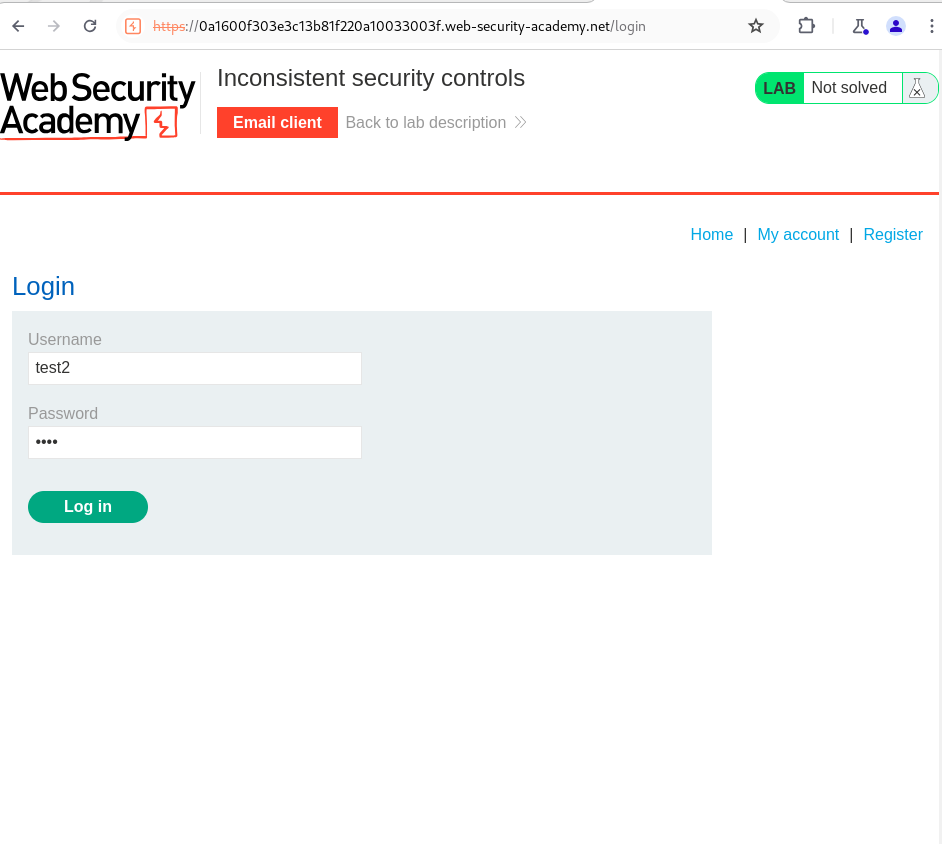 https://0a1600f303e3c13b81f220a10033003f.web-security-academy.net/login
Web Security
Academy
Inconsistent security controls
Email client
Back to lab description
LAB
Not solved
Home | My account | Register
Login
Username
test2
Password
••••
Log in